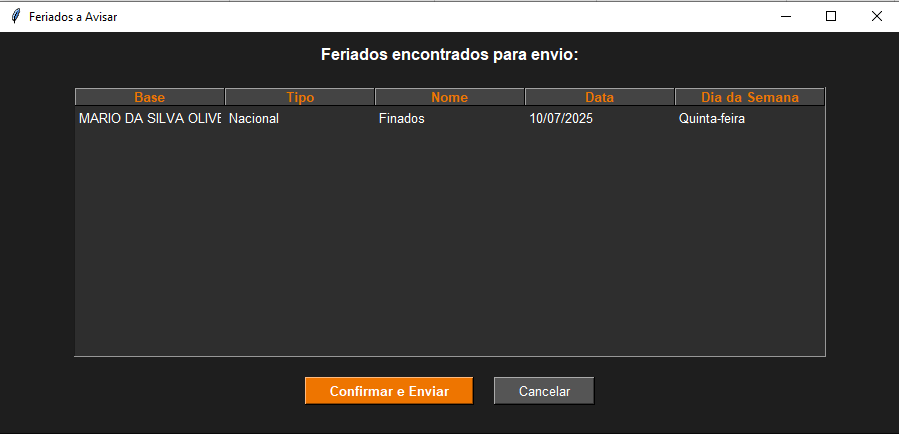 Feriados a Avisar
Feriados encontrados para envio:
Base Tipo Nome Data Dia da Semana
MARIO DA SILVA OLIVE Nacional Finados 10/07/2025 Quinta-feira
Confirmar e Enviar Cancelar